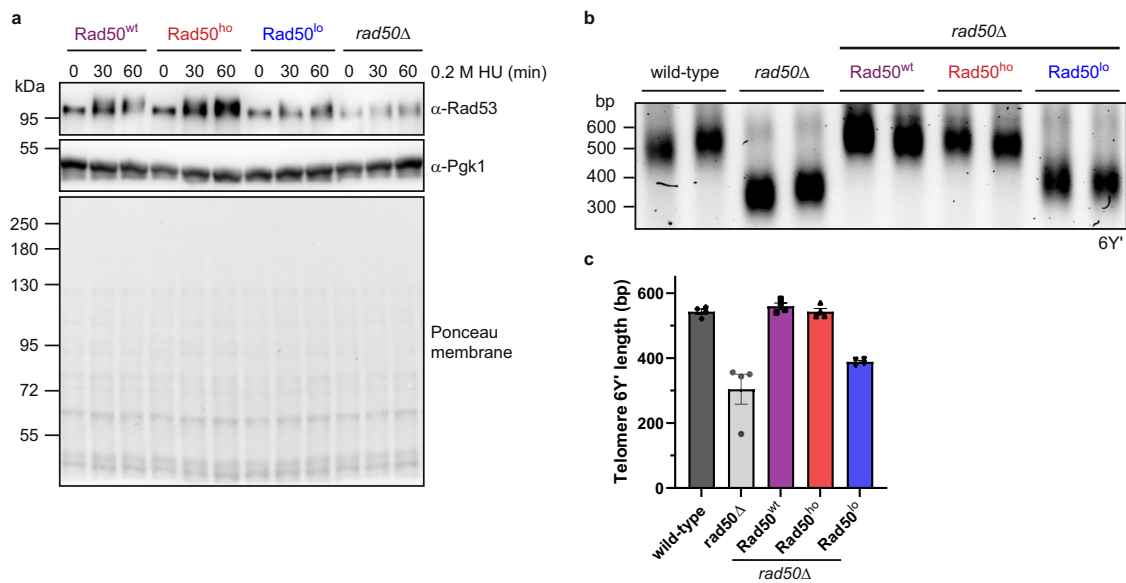 a
Rad50wt Rad50ho Rad50lo rad50Δ
0 30 60 0 30 60 0 30 60 0 30 60 0.2 M HU (min)
kDa
95
α-Rad53
55
α-Pgk1
250
180
130
95
72
55
Ponceau
membrane
b
rad50Δ
wild-type rad50Δ Rad50wt Rad50ho Rad50lo
bp
600
500
400
300
6Y'
c
Telomere 6Y' length (bp)
600
400
200
0
wild-type
rad50Δ
Rad50wt
Rad50ho
Rad50lo
rad50Δ